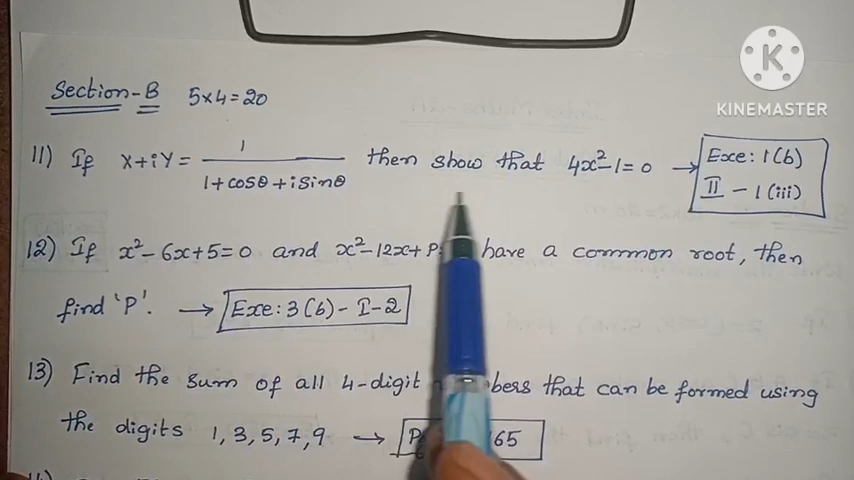 K
KINEMASTER
Section-B 5x4=20
11) If X+iY = 1 / 1+cosθ+isinθ then show that 4x²-1=0 → Exe: 1(b)
II - 1(iii)
12) If x²-6x+5=0 and x²-12x+P have a common root, then
find 'P'. → Exe: 3(b)-I-2
13) Find the sum of all 4-digit that can be formed using
the digits 1,3,5,7,9 → 65